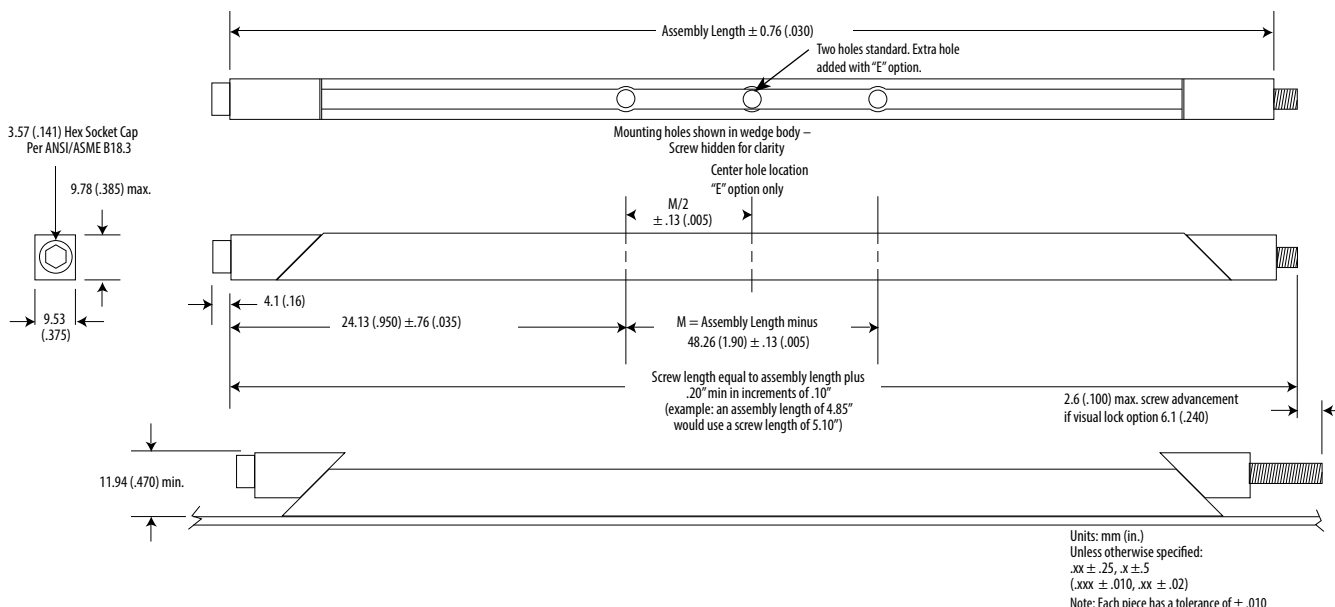 Assembly Length ± 0.76 (.030)
Two holes standard. Extra hole
added with "E" option.
3.57 (.141) Hex Socket Cap
Per ANSI/ASME B18.3
Mounting holes shown in wedge body –
Screw hidden for clarity
Center hole location
"E" option only
9.78 (.385) max.
M/2
± .13 (.005)
4.1 (.16)
9.53
(.375)
24.13 (.950) ±.76 (.035)
M = Assembly Length minus
48.26 (1.90) ± .13 (.005)
Screw length equal to assembly length plus
.20" min in increments of .10"
(example: an assembly length of 4.85"
would use a screw length of 5.10")
2.6 (.100) max. screw advancement
if visual lock option 6.1 (.240)
11.94 (.470) min.
Units: mm (in.)
Unless otherwise specified:
.xx ± .25, .x ±.5
(.xxx ± .010, .xx ± .02)
Note: Each piece has a tolerance of ± .010